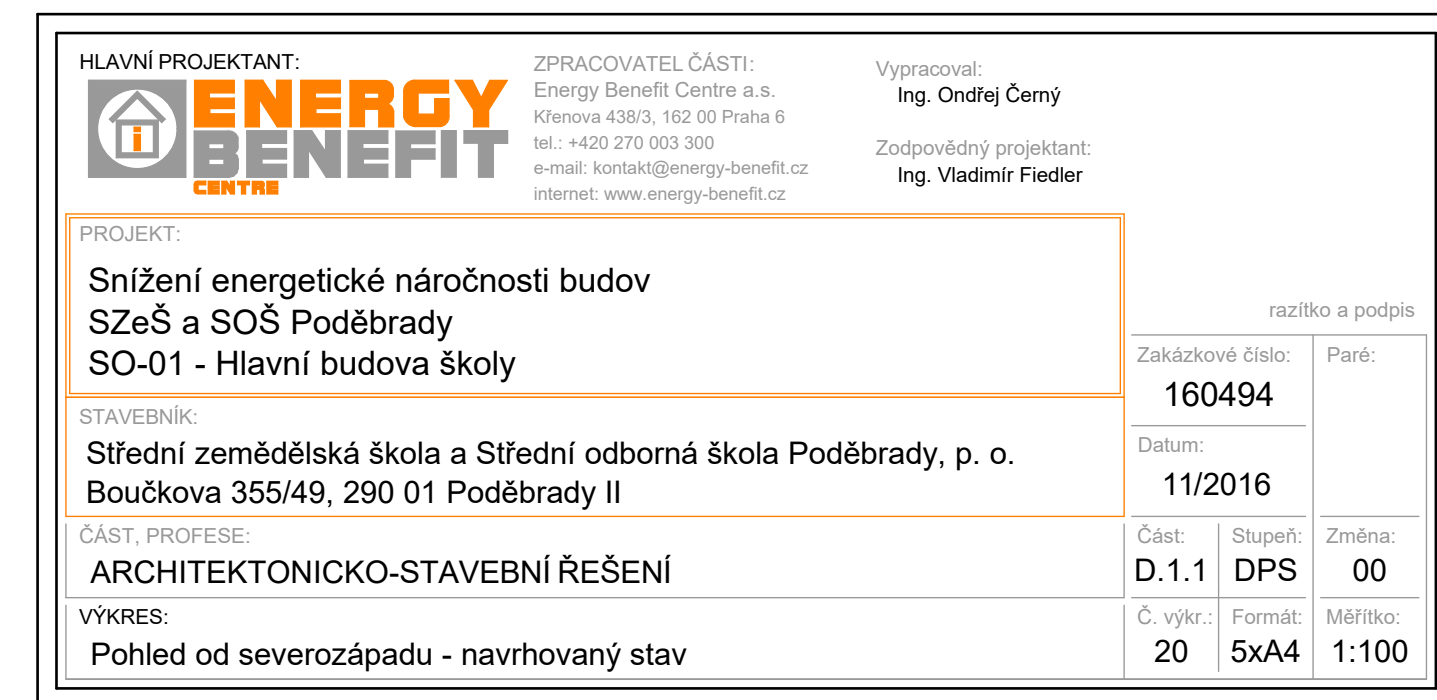 HLAVNÍ PROJEKTANT:
ENERGY
BENEFIT
CENTRE
ZPRACOVATEL ČÁSTI:
Energy Benefit Centre a.s.
Křenova 438/3, 162 00 Praha 6
tel.: +420 270 003 300
e-mail: kontakt@energy-benefit.cz
internet: www.energy-benefit.cz
Vypracoval:
Ing. Ondřej Černý
Zodpovědný projektant:
Ing. Vladimír Fiedler
PROJEKT:
Snížení energetické náročnosti budov
SZeŠ a SOŠ Poděbrady
SO-01 - Hlavní budova školy
razítko a podpis
STAVEBNÍK:
Střední zemědělská škola a Střední odborná škola Poděbrady, p. o.
Boučkova 355/49, 290 01 Poděbrady II
Zakázkové číslo:
160494
Paré:
Datum:
11/2016
ČÁST, PROFESE:
ARCHITEKTONICKO-STAVEBNÍ ŘEŠENÍ
Část:
D.1.1
Stupeň:
DPS
Změna:
00
VÝKRES:
Pohled od severozápadu - navrhovaný stav
Č. výkr.:
20
Formát:
5xA4
Měřítko:
1:100